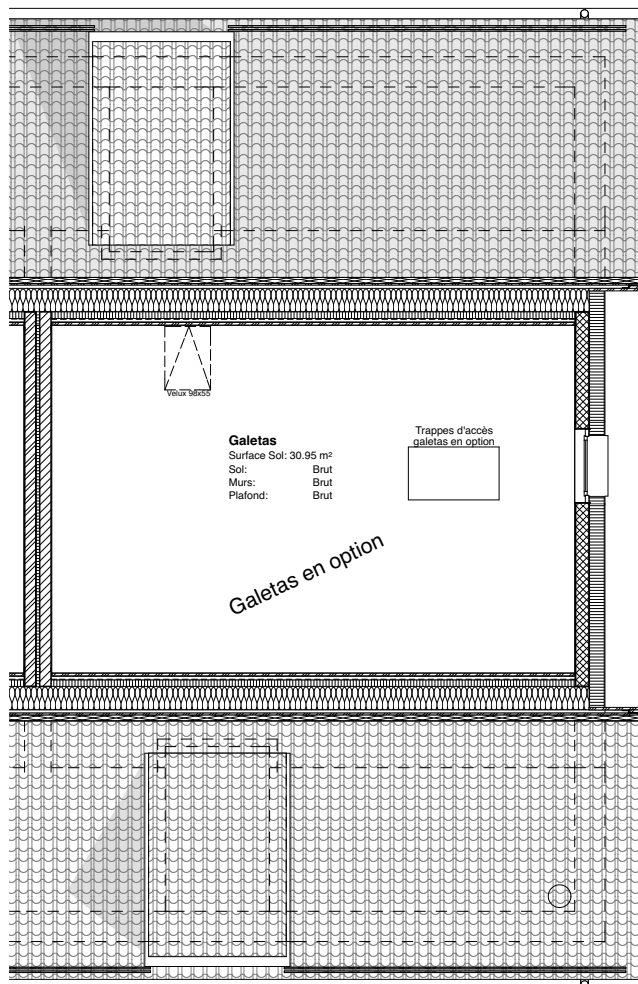 Velux 98x55
Galetas
Surface Sol: 30.95 m²
Sol: Brut
Murs: Brut
Plafond: Brut
Trappes d'accès
galetas en option
Galetas en option